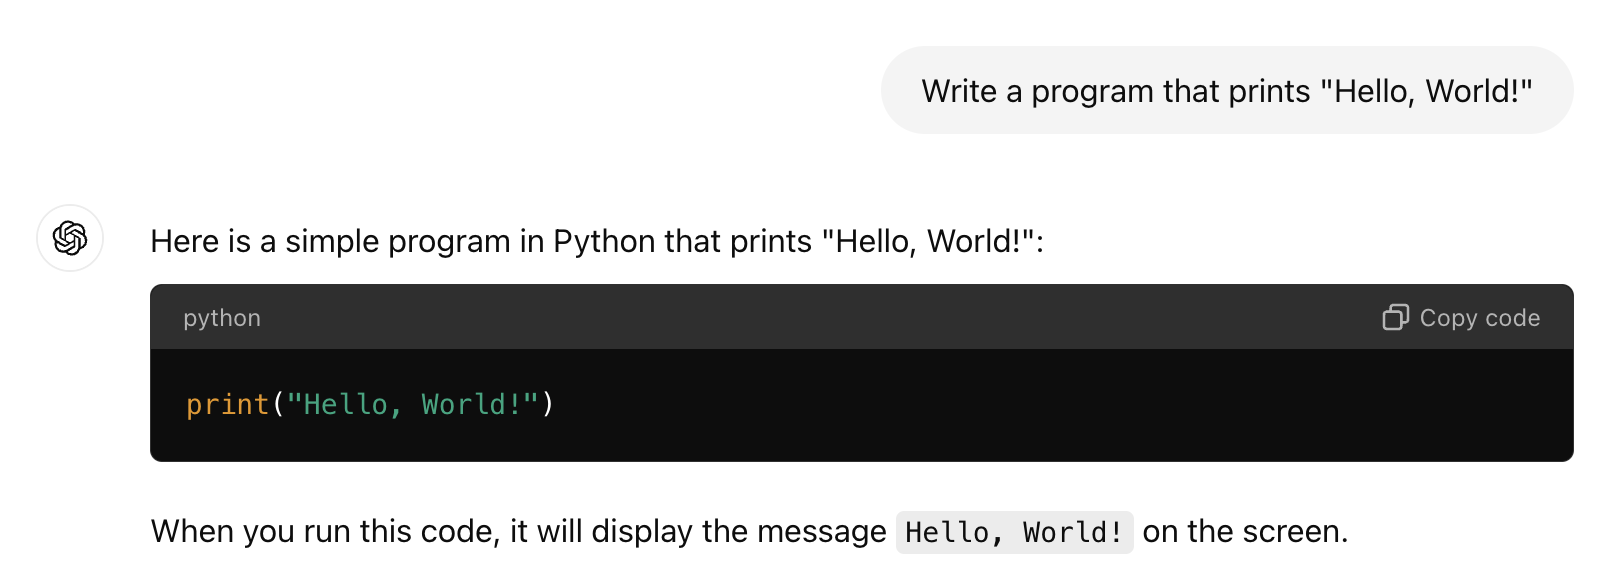 Write a program that prints "Hello, World!"
Here is a simple program in Python that prints "Hello, World!":
python
Copy code
print("Hello, World!")
When you run this code, it will display the message Hello, World! on the screen.